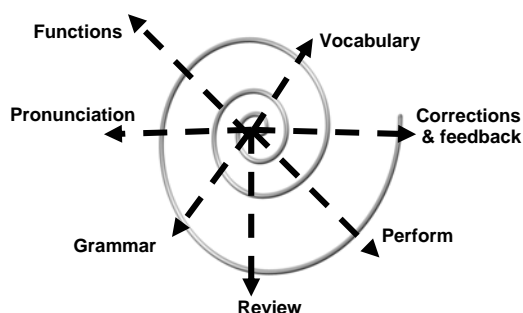 Functions
Vocabulary
Pronunciation
Corrections
& feedback
Grammar
Perform
Review